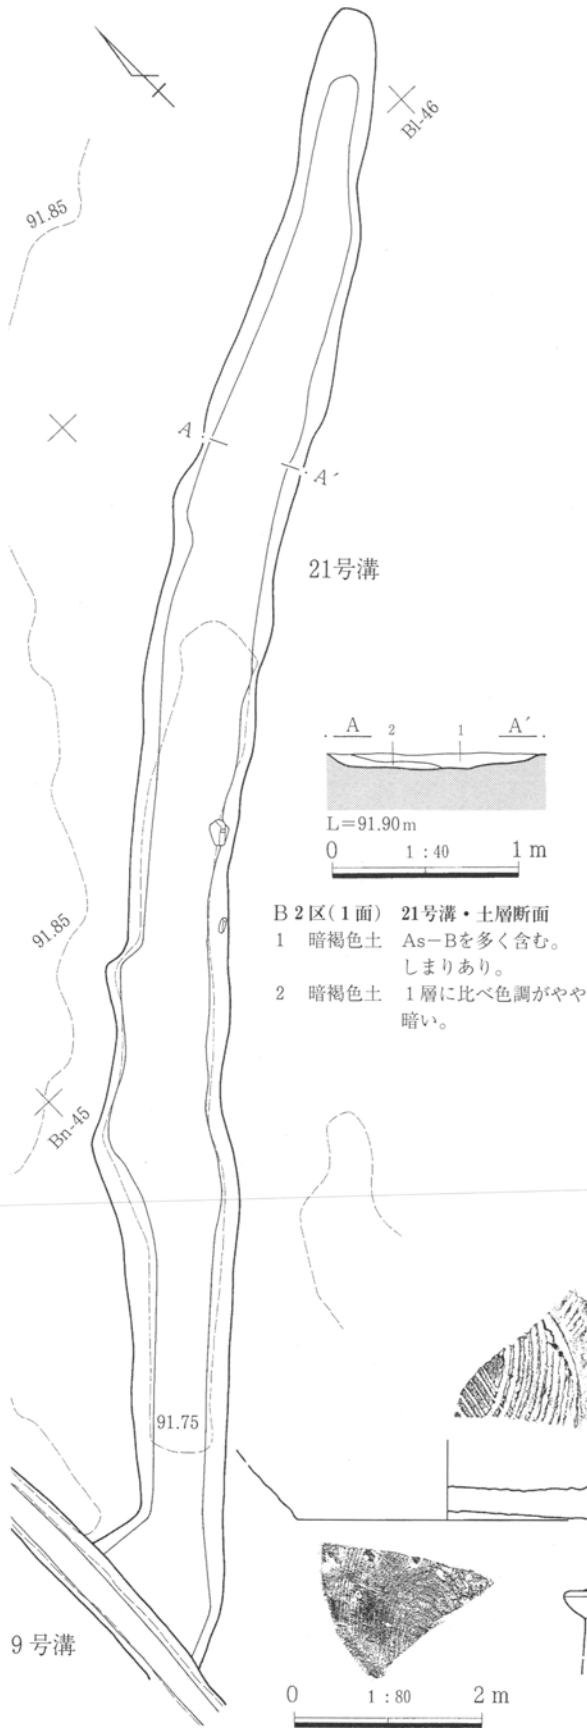 Bl-46
91.85
A
A′
21号溝
A 2 1 A′
L=91.90m
0 1:40 1m
B2区(1面) 21号溝・土層断面
1 暗褐色土 As-Bを多く含む。
しまりあり。
2 暗褐色土 1層に比べ色調がやや
暗い。
91.85
Bn-45
91.75
9号溝
0 1:80 2m